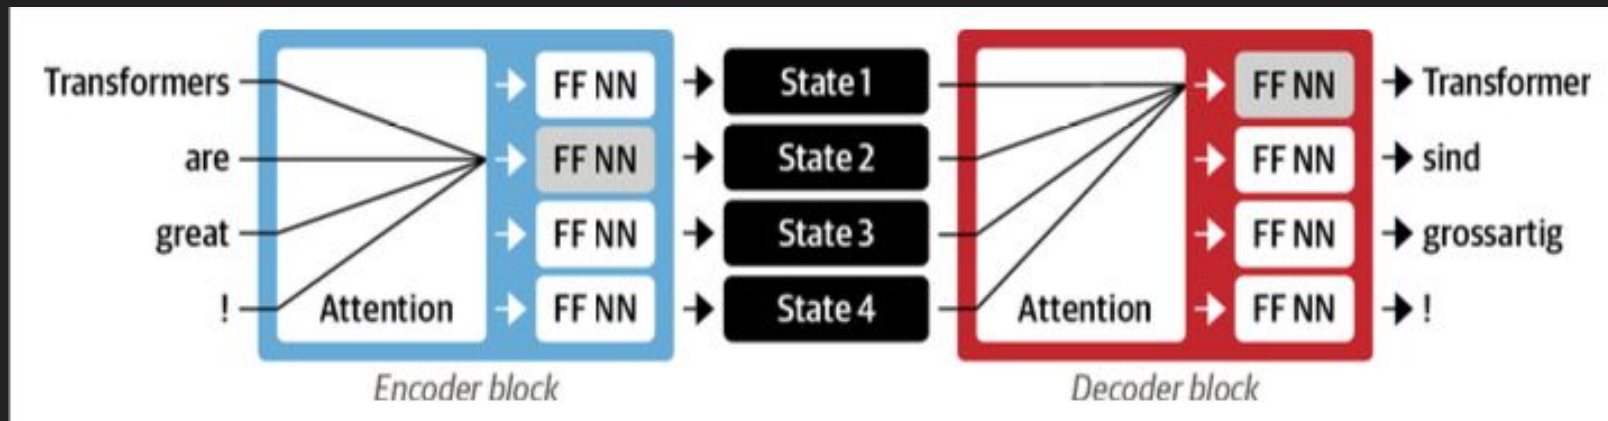 Transformers
are
great
!
Attention
FF NN
FF NN
FF NN
FF NN
Encoder block
State 1
State 2
State 3
State 4
Attention
FF NN
FF NN
FF NN
FF NN
Decoder block
Transformer
sind
grossartig
!